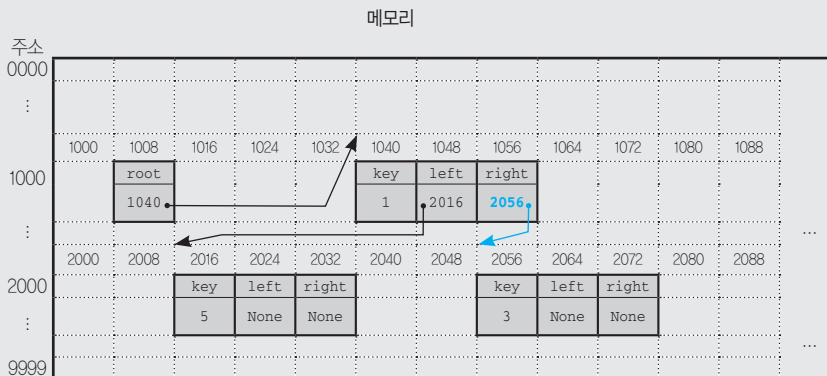 메모리
주소
0000
⋮
1000 1008 1016 1024 1032 1040 1048 1056 1064 1072 1080 1088
root key left right
1000
1040 1 2016 2056
⋮ ...
2000 2008 2016 2024 2032 2040 2048 2056 2064 2072 2080 2088
2000 key left right key left right
5 None None 3 None None
⋮ ...
9999